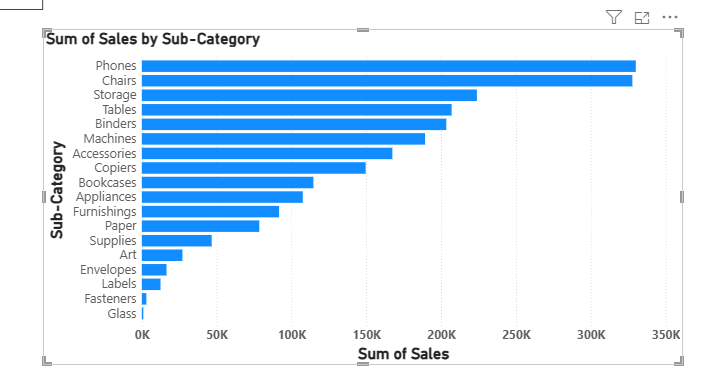 Sum of Sales by Sub-Category
Phones
Chairs
Storage
Tables
Binders
Machines
Accessories
Copiers
Bookcases
Appliances
Furnishings
Paper
Supplies
Art
Envelopes
Labels
Fasteners
Glass
Sub-Category
0K 50K 100K 150K 200K 250K 300K 350K
Sum of Sales